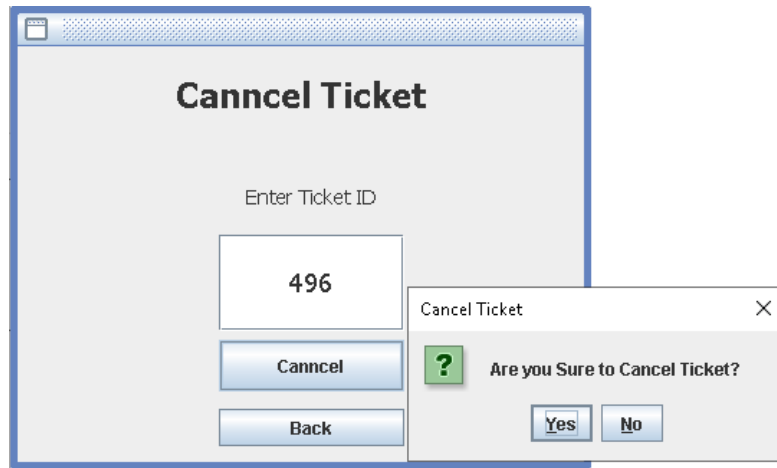 Canncel Ticket
Enter Ticket ID
496
Canncel
Back
Cancel Ticket
?
Are you Sure to Cancel Ticket?
Yes
No